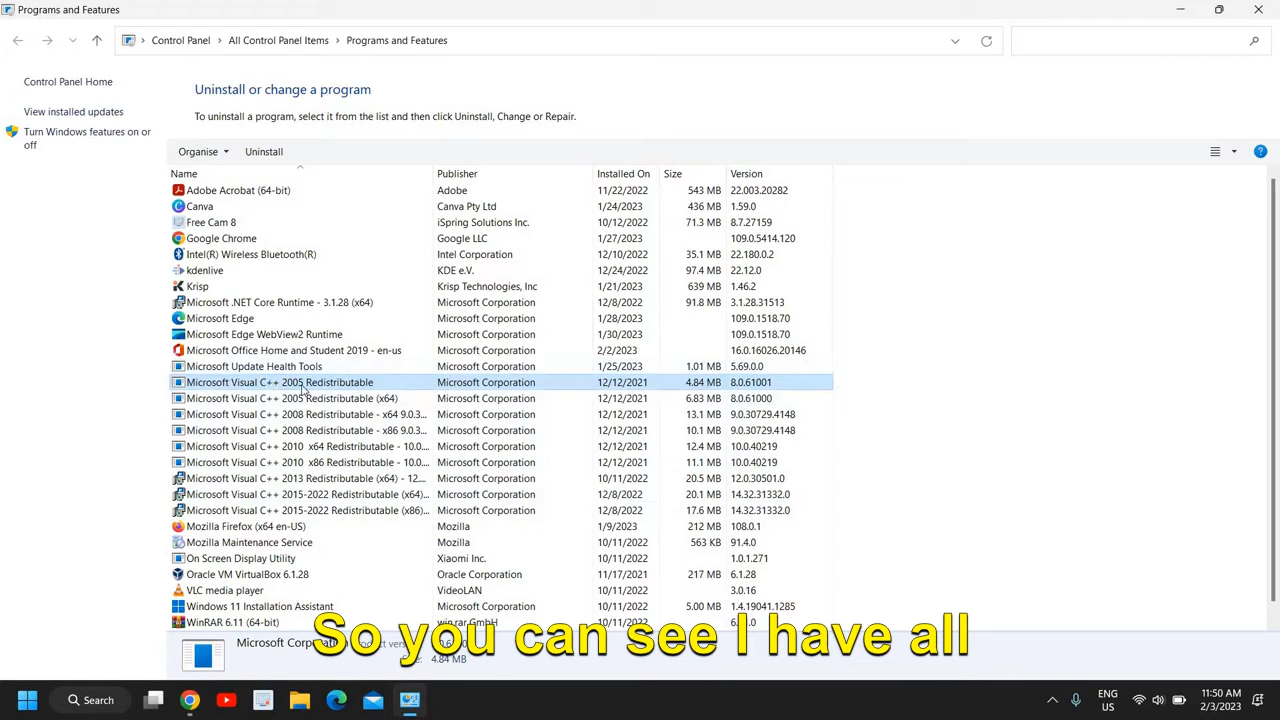 Programs and Features
Control Panel > All Control Panel Items > Programs and Features
Control Panel Home
View installed updates
Turn Windows features on or
off
Uninstall or change a program
To uninstall a program, select it from the list and then click Uninstall, Change or Repair.
Organise Uninstall
Name Publisher Installed On Size Version
Adobe Acrobat (64-bit) Adobe 11/22/2022 543 MB 22.003.20282
Canva Canva Pty Ltd 1/24/2023 436 MB 1.59.0
Free Cam 8 iSpring Solutions Inc. 10/12/2022 71.3 MB 8.7.27159
Google Chrome Google LLC 1/27/2023 109.0.5414.120
Intel(R) Wireless Bluetooth(R) Intel Corporation 12/10/2022 35.1 MB 22.180.0.2
kdenlive KDE e.V. 12/24/2022 97.4 MB 22.12.0
Krisp Krisp Technologies, Inc 1/21/2023 639 MB 1.46.2
Microsoft .NET Core Runtime - 3.1.28 (x64) Microsoft Corporation 12/8/2022 91.8 MB 3.1.28.31513
Microsoft Edge Microsoft Corporation 1/28/2023 109.0.1518.70
Microsoft Edge WebView2 Runtime Microsoft Corporation 1/30/2023 109.0.1518.70
Microsoft Office Home and Student 2019 - en-us Microsoft Corporation 2/2/2023 16.0.16026.20146
Microsoft Update Health Tools Microsoft Corporation 1/25/2023 1.01 MB 5.69.0.0
Microsoft Visual C++ 2005 Redistributable Microsoft Corporation 12/12/2021 4.84 MB 8.0.61001
Microsoft Visual C++ 2005 Redistributable (x64) Microsoft Corporation 12/12/2021 6.83 MB 8.0.61000
Microsoft Visual C++ 2008 Redistributable - x64 9.0.3... Microsoft Corporation 12/12/2021 13.1 MB 9.0.30729.4148
Microsoft Visual C++ 2008 Redistributable - x86 9.0.3... Microsoft Corporation 12/12/2021 10.1 MB 9.0.30729.4148
Microsoft Visual C++ 2010 x64 Redistributable - 10.0.... Microsoft Corporation 12/12/2021 12.4 MB 10.0.40219
Microsoft Visual C++ 2010 x86 Redistributable - 10.0.... Microsoft Corporation 12/12/2021 11.1 MB 10.0.40219
Microsoft Visual C++ 2013 Redistributable (x64) - 12.... Microsoft Corporation 12/12/2021 20.5 MB 12.0.30501.0
Microsoft Visual C++ 2015-2022 Redistributable (x64)... Microsoft Corporation 12/8/2022 20.1 MB 14.32.31332.0
Microsoft Visual C++ 2015-2022 Redistributable (x86)... Microsoft Corporation 12/8/2022 17.6 MB 14.32.31332.0
Mozilla Firefox (x64 en-US) Mozilla 1/9/2023 212 MB 108.0.1
Mozilla Maintenance Service Mozilla 10/11/2022 563 KB 91.4.0
On Screen Display Utility Xiaomi Inc. 10/11/2022 1.0.1.271
Oracle VM VirtualBox 6.1.28 Oracle Corporation 11/17/2021 217 MB 6.1.28
VLC media player VideoLAN 10/11/2022 3.0.16
Windows 11 Installation Assistant Microsoft Corporation 10/11/2022 5.00 MB 1.4.19041.1285
WinRAR 6.11 (64-bit) win.rar GmbH 10/11/2022
So you can see I have all
4.84 MB
Search
ENG
US
11:50 AM
2/3/2023